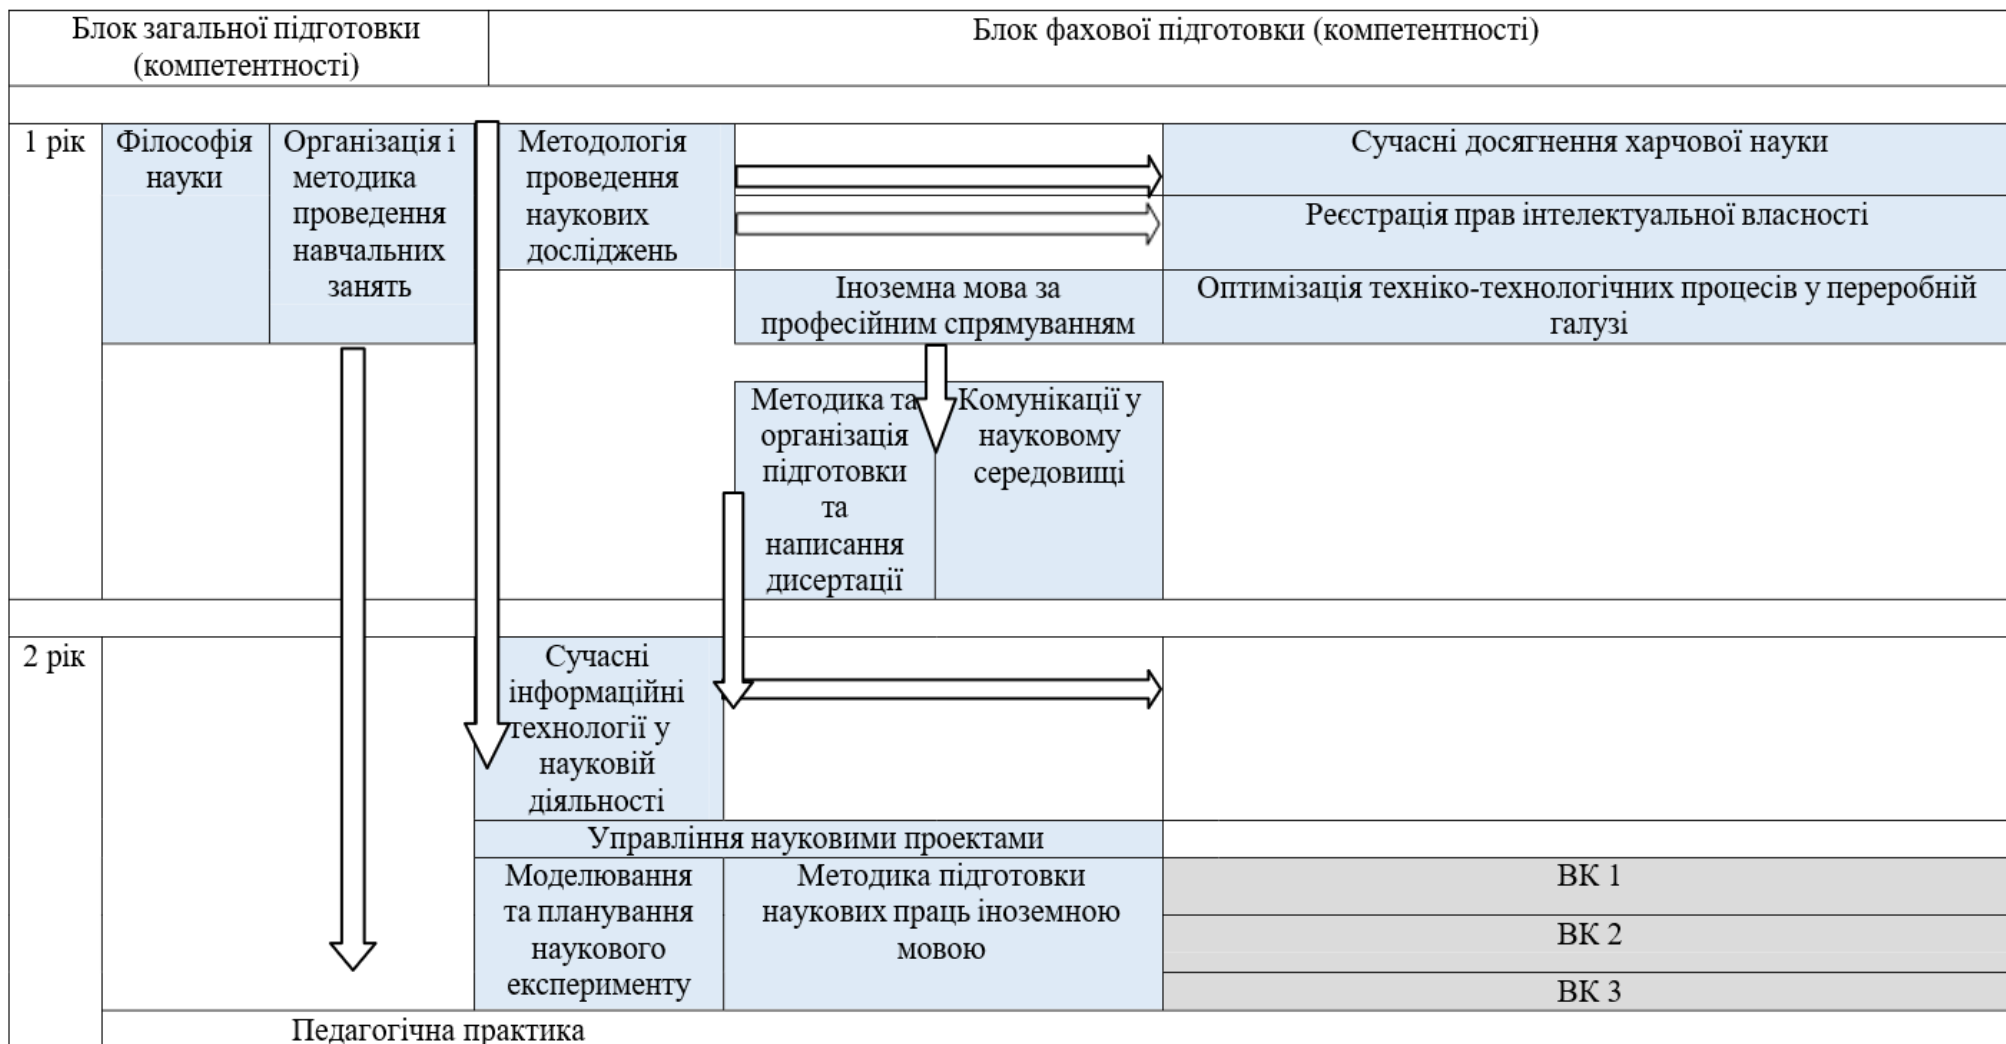 Блок загальної підготовки
(компетентності)
Блок фахової підготовки (компетентності)
1 рік
Філософія
науки
Організація і
методика
проведення
навчальних
занять
Методологія
проведення
наукових
досліджень
Сучасні досягнення харчової науки
Реєстрація прав інтелектуальної власності
Іноземна мова за
професійним спрямуванням
Оптимізація техніко-технологічних процесів у переробній
галузі
Методика та
організація
підготовки
та
написання
дисертації
Комунікації у
науковому
середовищі
2 рік
Сучасні
інформаційні
технології у
науковій
діяльності
Управління науковими проектами
Моделювання
та планування
наукового
експерименту
Методика підготовки
наукових праць іноземною
мовою
ВК 1
ВК 2
ВК 3
Педагогічна практика